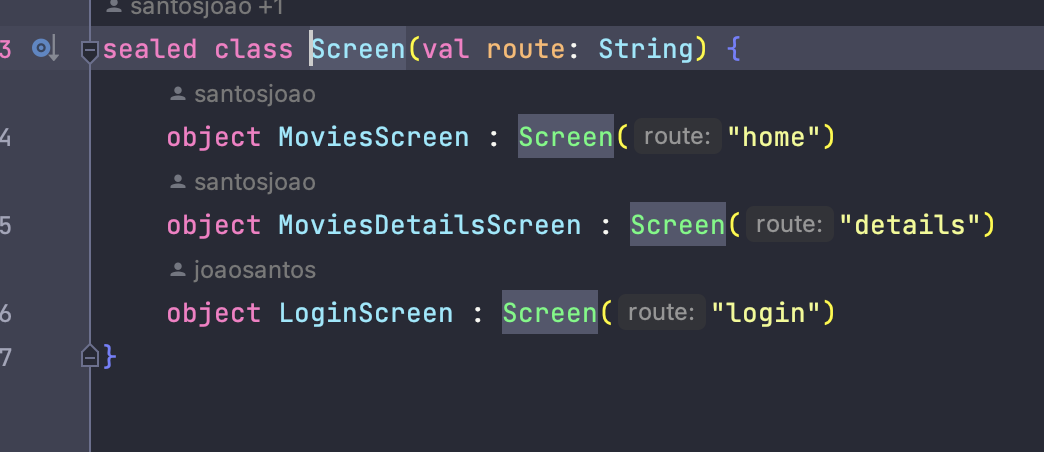 santosjoao +1
3 sealed class Screen(val route: String) {
santosjoao
4 object MoviesScreen : Screen( route: "home")
santosjoao
5 object MoviesDetailsScreen : Screen( route: "details")
joaosantos
6 object LoginScreen : Screen( route: "login")
7 }